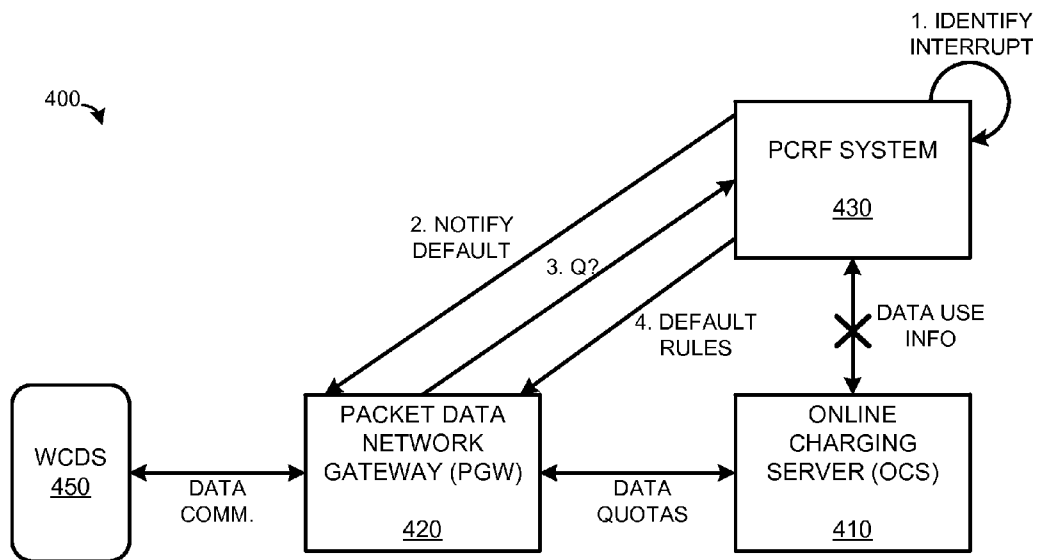 1. IDENTIFY
INTERRUPT
400
PCRF SYSTEM
430
2. NOTIFY
DEFAULT
3. Q?
4. DEFAULT
RULES
DATA USE
INFO
WCDS
450
DATA
COMM.
PACKET DATA
NETWORK
GATEWAY (PGW)
420
DATA
QUOTAS
ONLINE
CHARGING
SERVER (OCS)
410